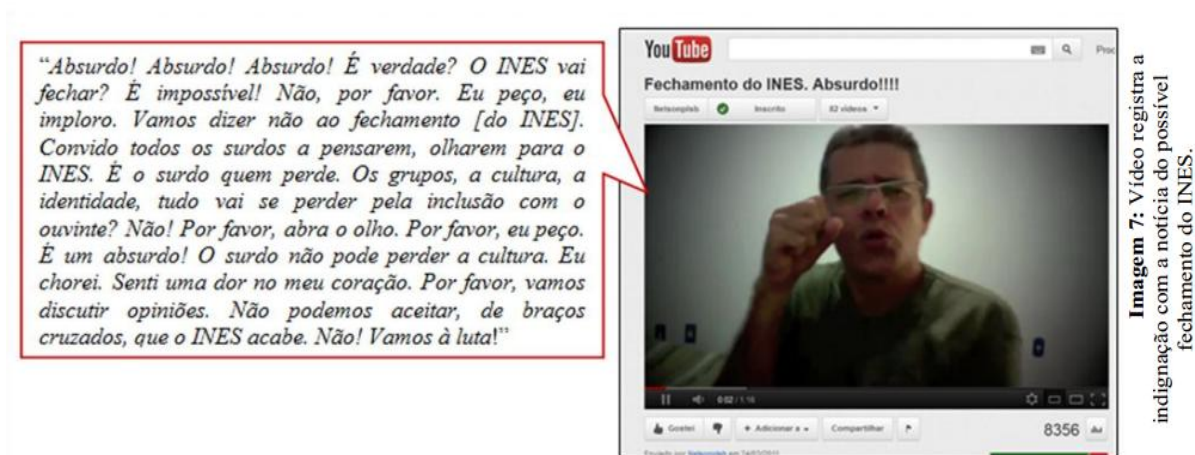 “Absurdo! Absurdo! Absurdo! É verdade? O INES vai
fechar? É impossível! Não, por favor. Eu peço, eu
imploro. Vamos dizer não ao fechamento [do INES].
Convido todos os surdos a pensarem, olharem para o
INES. É o surdo quem perde. Os grupos, a cultura, a
identidade, tudo vai se perder pela inclusão com o
ouvinte? Não! Por favor, abra o olho. Por favor, eu peço.
É um absurdo! O surdo não pode perder a cultura. Eu
chorei. Senti uma dor no meu coração. Por favor, vamos
discutir opiniões. Não podemos aceitar, de braços
cruzados, que o INES acabe. Não! Vamos à luta!”
YouTube
Proc
Fechamento do INES. Absurdo!!!!
Nelsonpleb
Inscrito
82 vídeos
0:02 / 1:16
Gostei
+ Adicionar a
Compartilhar
8356
Enviado por Nelsonpleb em
Imagem 7: Vídeo registra a
indignação com a notícia do possível
fechamento do INES.